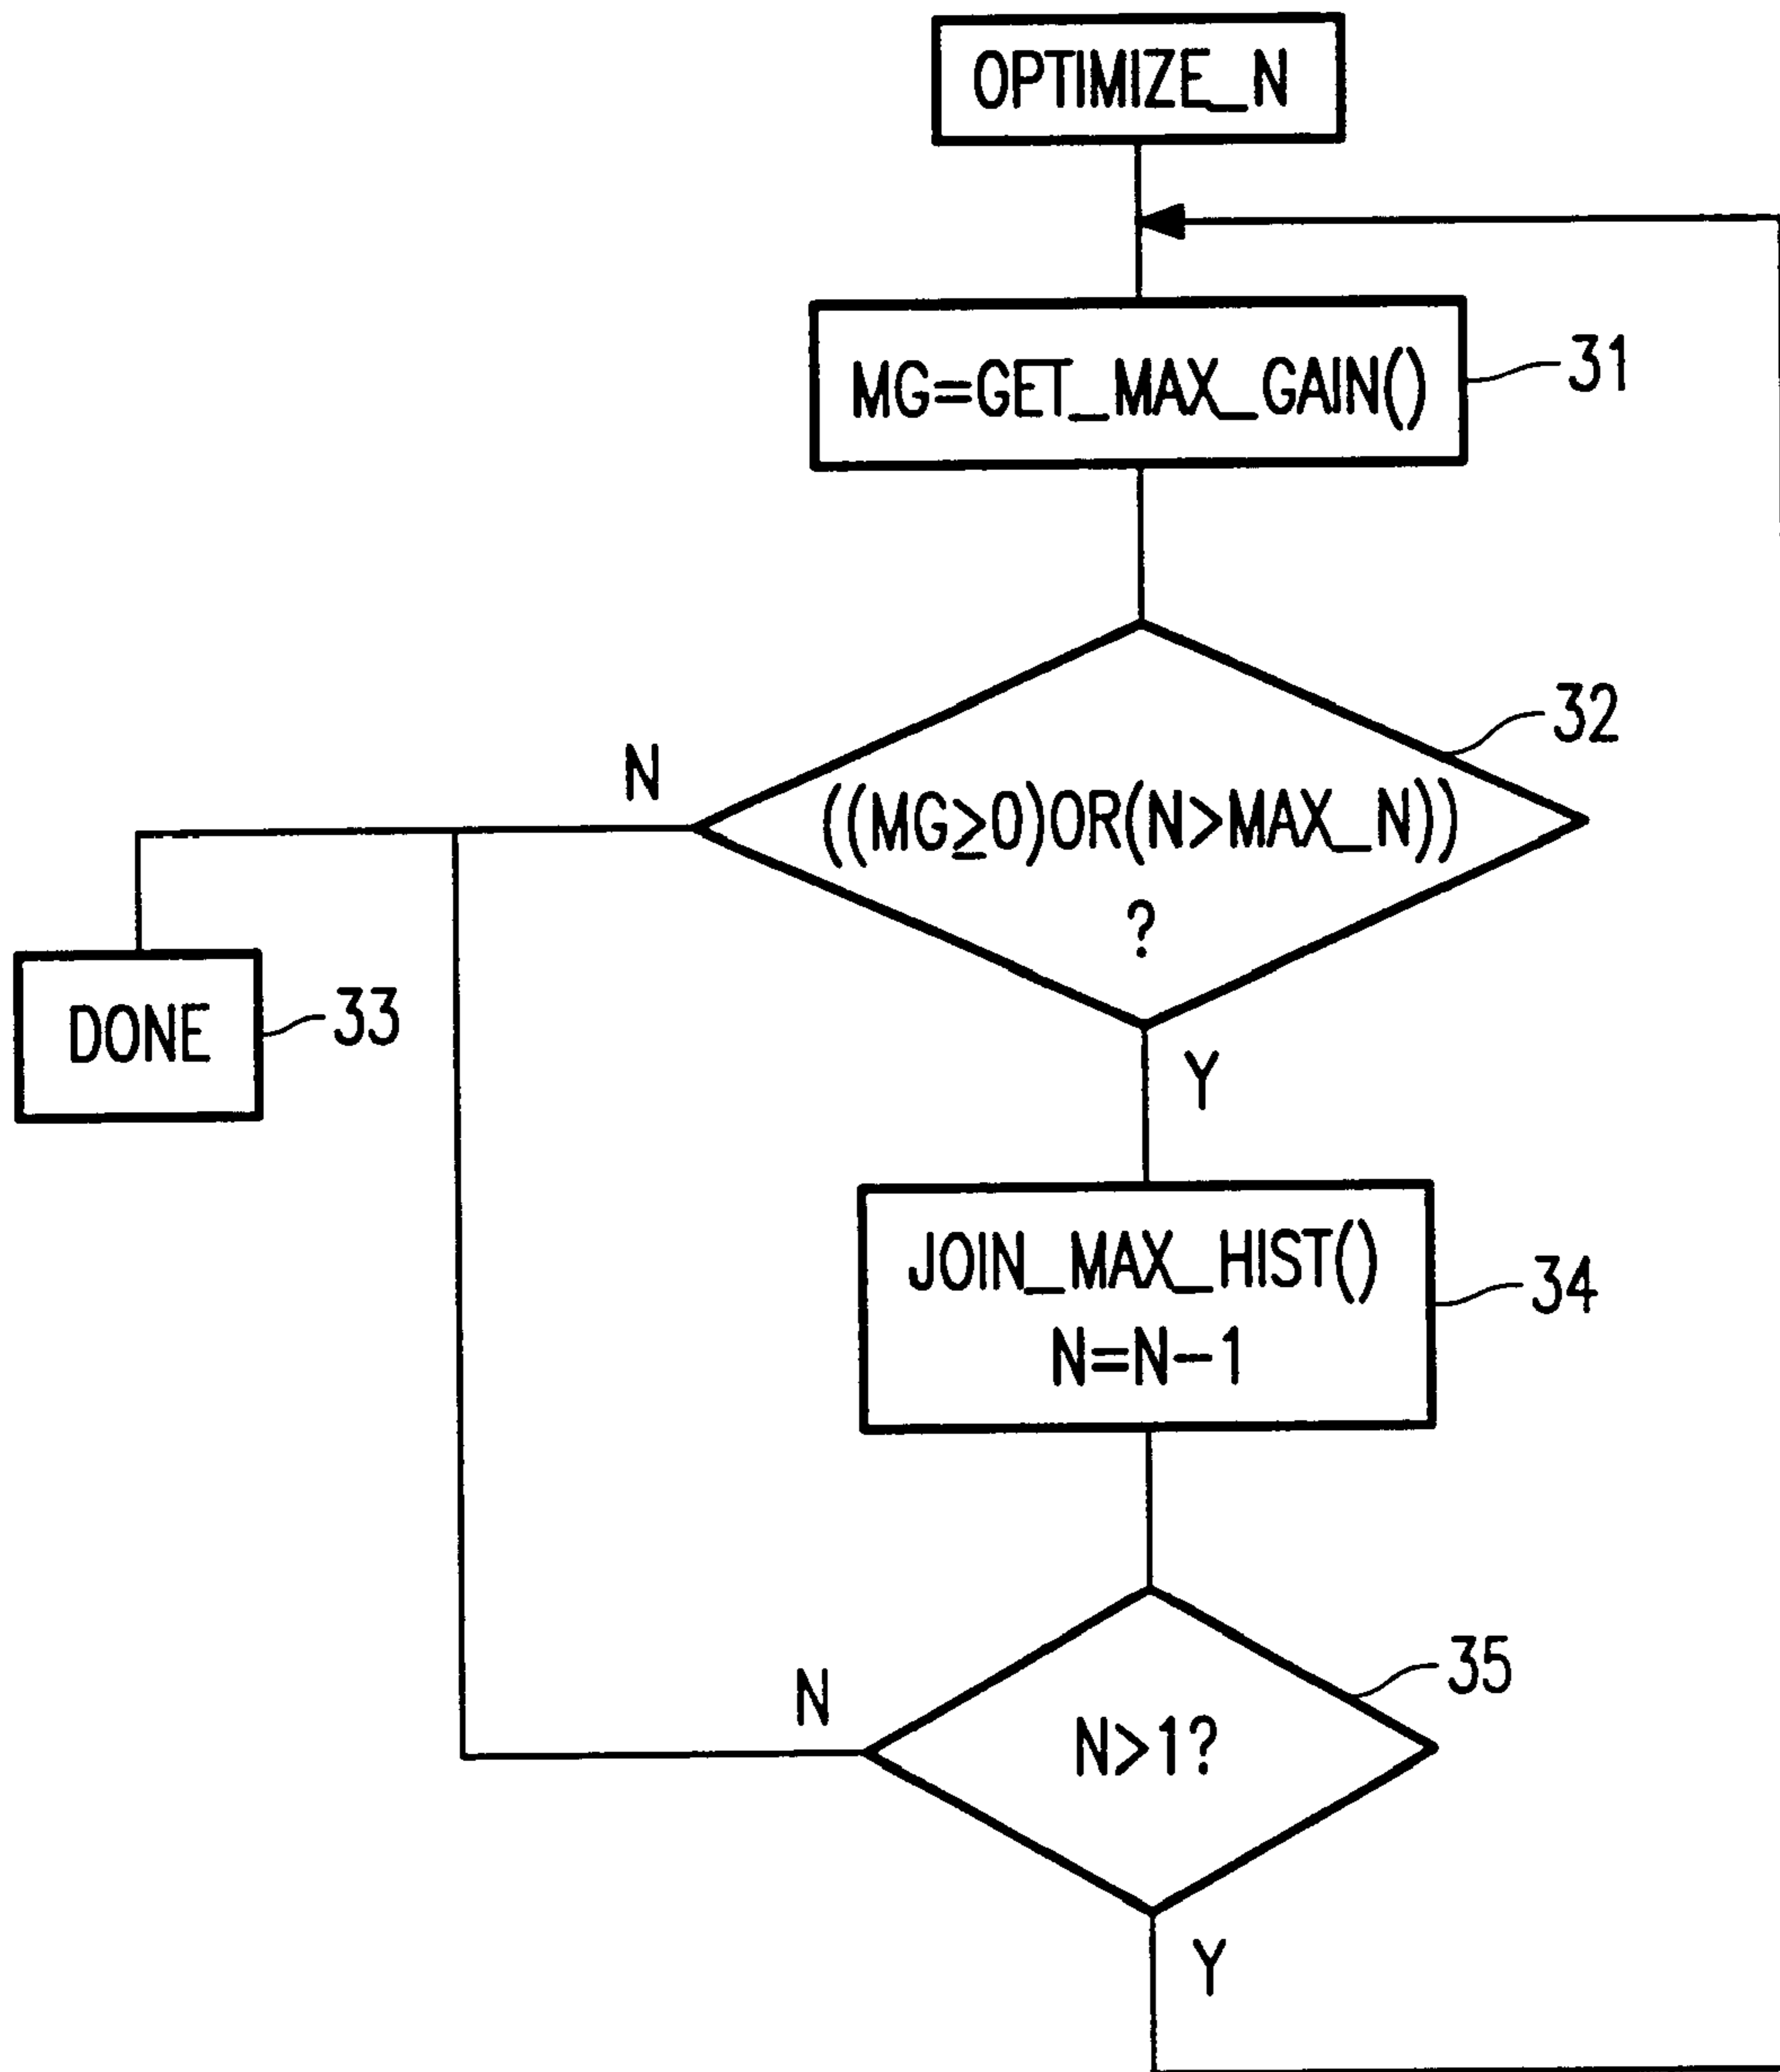 OPTIMIZE_N
MG=GET_MAX_GAIN()
31
32
N
((MG≥0)OR(N>MAX_N))
?
DONE
33
Y
JOIN_MAX_HIST()
N=N-1
34
35
N
N>1?
Y